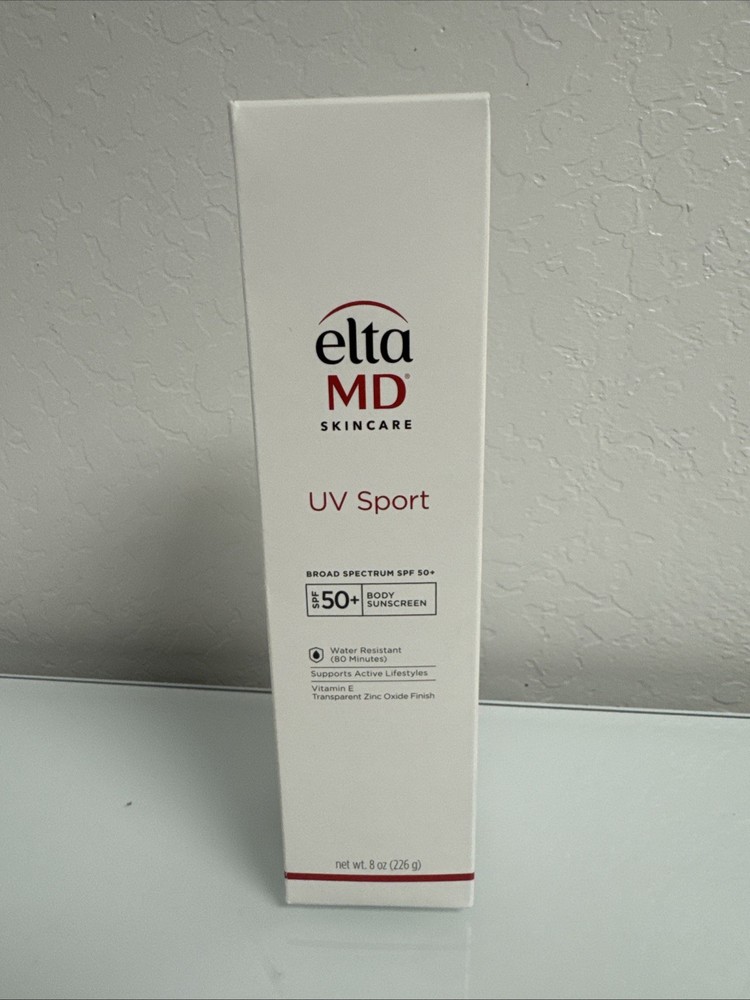 elta
MD®
SKINCARE
UV Sport
BROAD SPECTRUM SPF 50+
SPF 50+ BODY
SUNSCREEN
Water Resistant
(80 Minutes)
Supports Active Lifestyles
Vitamin E
Transparent Zinc Oxide Finish
net wt. 8 oz (226 g)